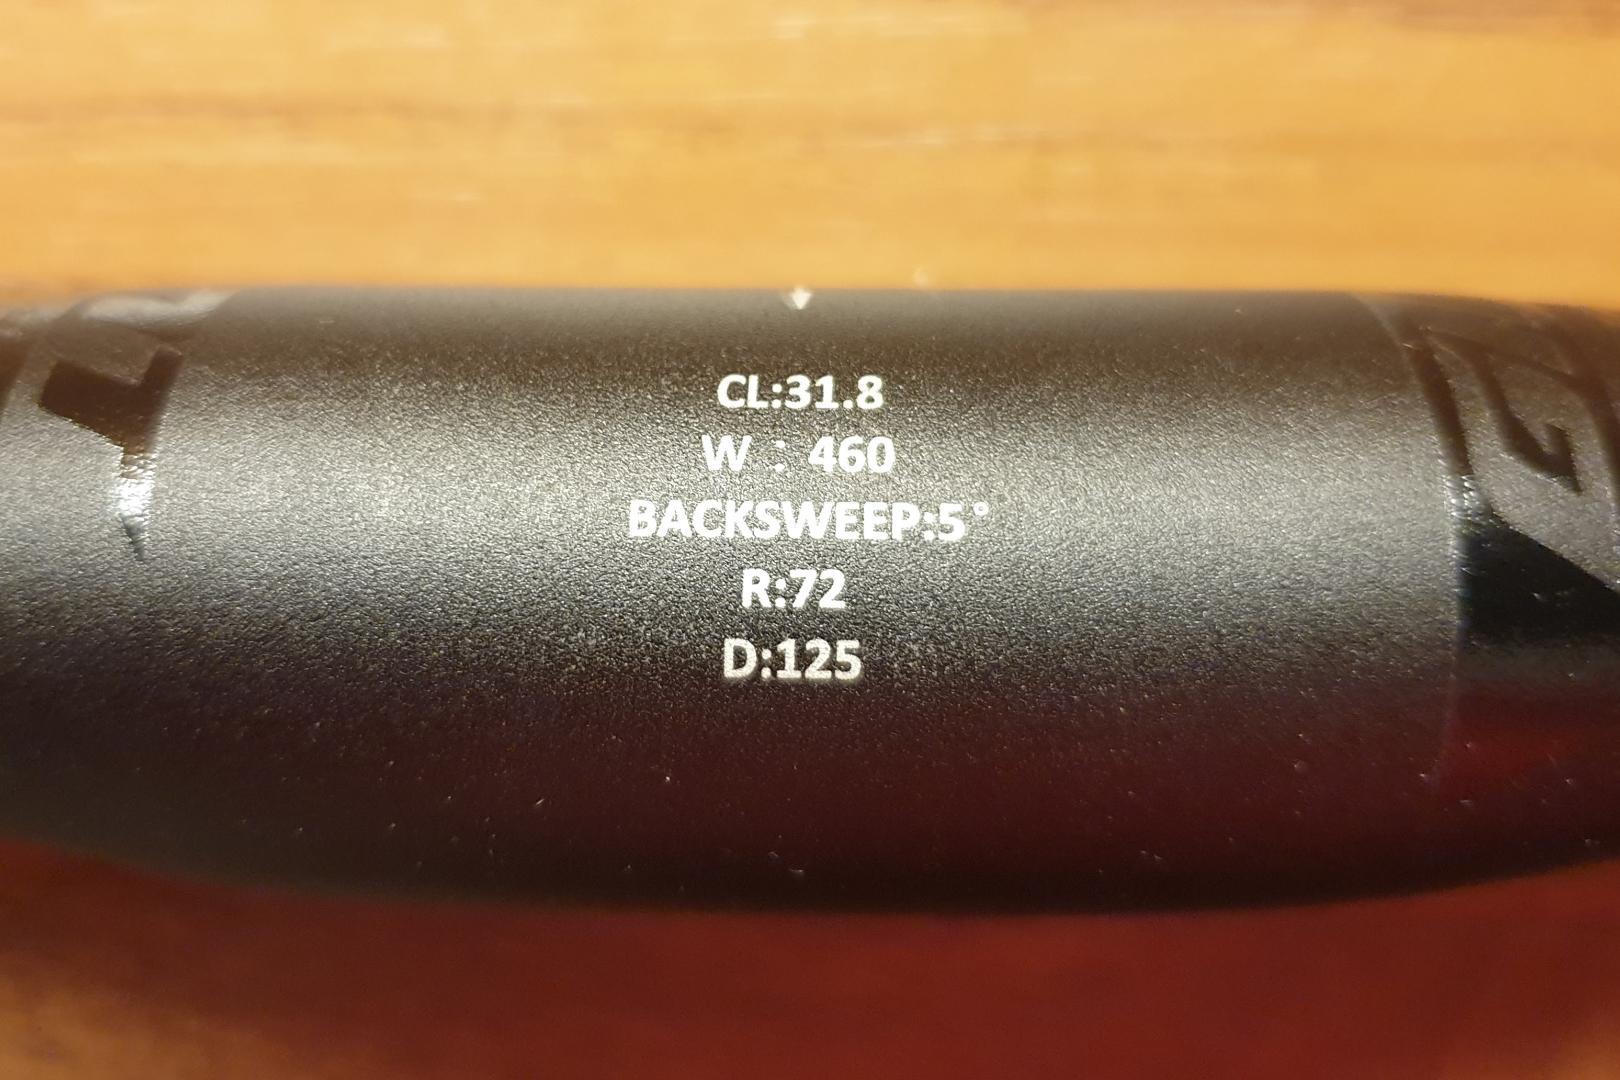 CL:31.8
W : 460
BACKSWEEP:5°
R:72
D:125